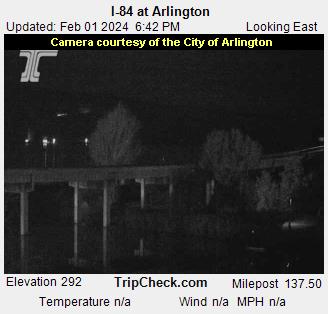 I-84 at Arlington
Updated: Feb 01 2024 6:42 PM Looking East
Camera courtesy of the City of Arlington
Elevation 292 TripCheck.com Milepost 137.50
Temperature n/a Wind n/a MPH n/a